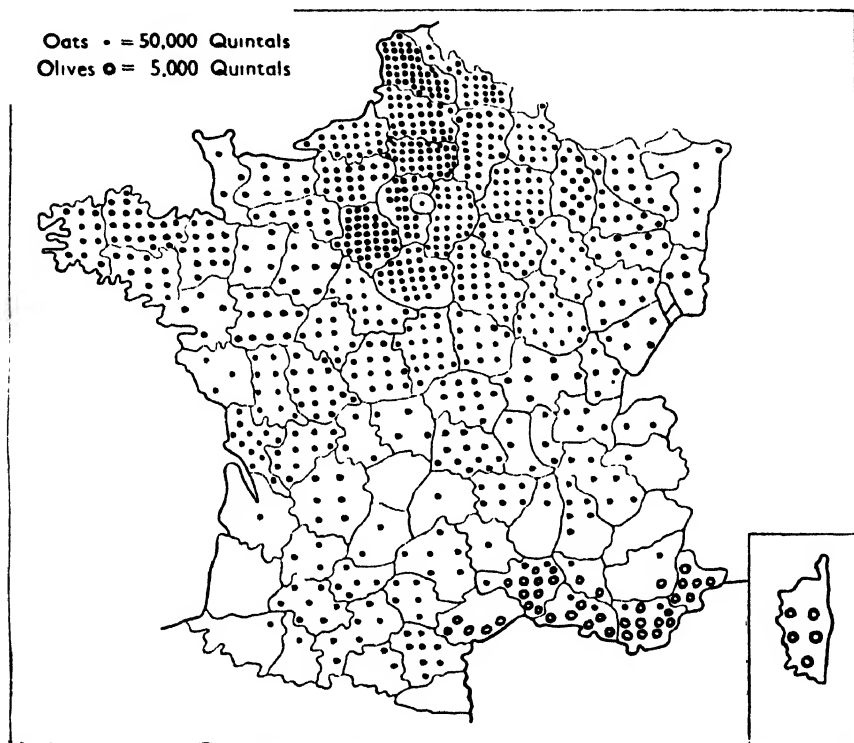 Oats • = 50,000 Quintals
Olives o = 5.000 Quintals